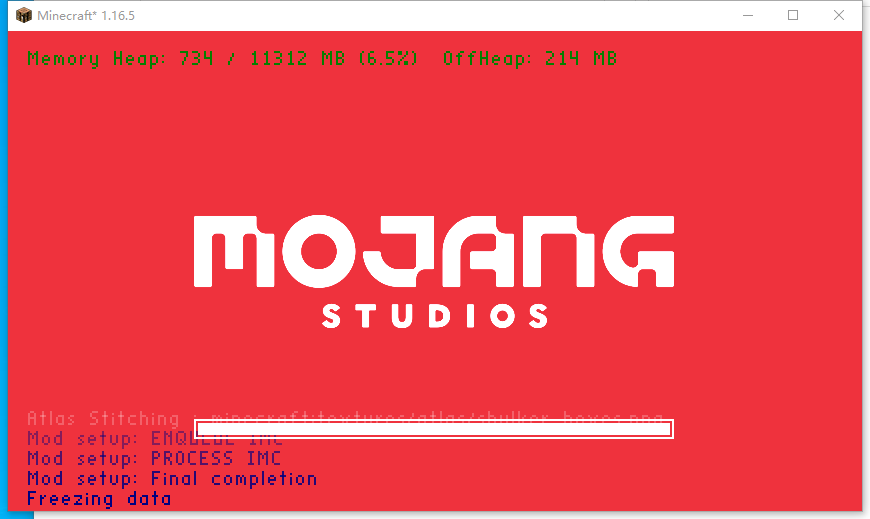 Minecraft* 1.16.5
Memory Heap: 734 / 11312 MB (6.5%)  OffHeap: 214 MB
MOJANG
STUDIOS
Atlas Stitching : minecraft:textures/atlas/shulker_boxes.png
Mod setup: ENQUEUE IMC
Mod setup: PROCESS IMC
Mod setup: Final completion
Freezing data